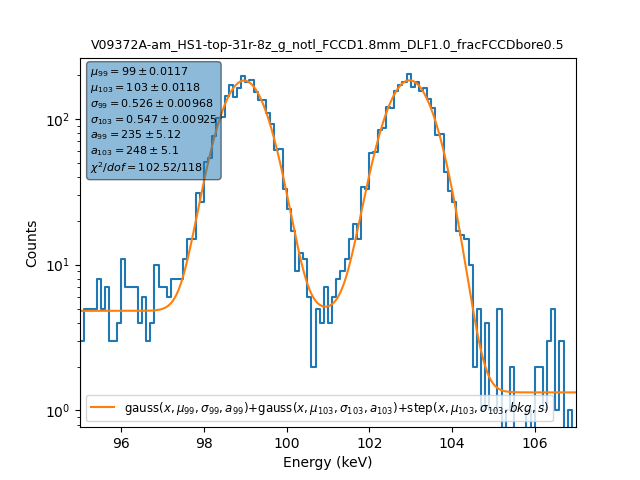 V09372A-am_HS1-top-31r-8z_g_notl_FCCD1.8mm_DLF1.0_fracFCCDbore0.5
μ₉₉ = 99 ± 0.0117
μ₁₀₃ = 103 ± 0.0118
σ₉₉ = 0.526 ± 0.00968
σ₁₀₃ = 0.547 ± 0.00925
a₉₉ = 235 ± 5.12
a₁₀₃ = 248 ± 5.1
χ²/dof = 102.52/118
10²
10¹
10⁰
Counts
gauss(x, μ₉₉, σ₉₉, a₉₉)+gauss(x, μ₁₀₃, σ₁₀₃, a₁₀₃)+step(x, μ₁₀₃, σ₁₀₃, bkg, s)
96 98 100 102 104 106
Energy (keV)